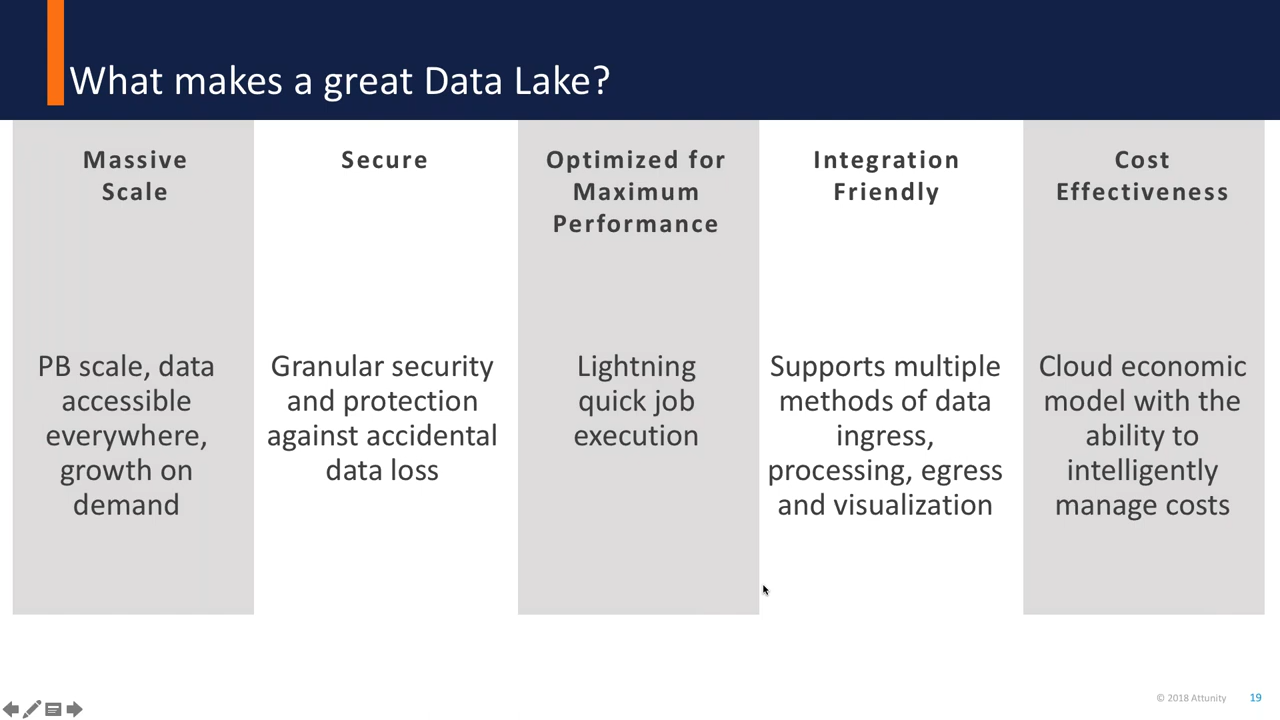 What makes a great Data Lake?
Massive
Scale
PB scale, data
accessible
everywhere,
growth on
demand
Secure
Granular security
and protection
against accidental
data loss
Optimized for
Maximum
Performance
Lightning
quick job
execution
Integration
Friendly
Supports multiple
methods of data
ingress,
processing, egress
and visualization
Cost
Effectiveness
Cloud economic
model with the
ability to
intelligently
manage costs
© 2018 Attunity
19